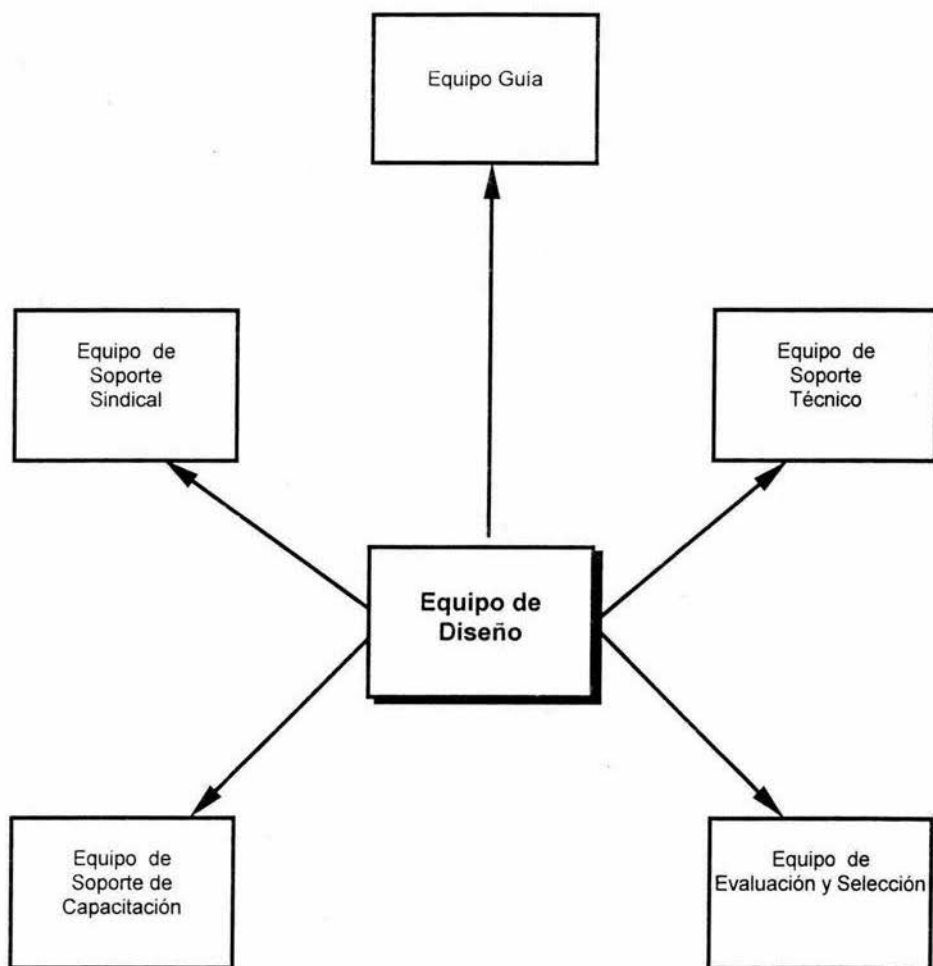 Equipo Guía
Equipo de
Soporte
Sindical
Equipo de
Soporte
Técnico
Equipo de
Diseño
Equipo de
Soporte de
Capacitación
Equipo de
Evaluación y Selección